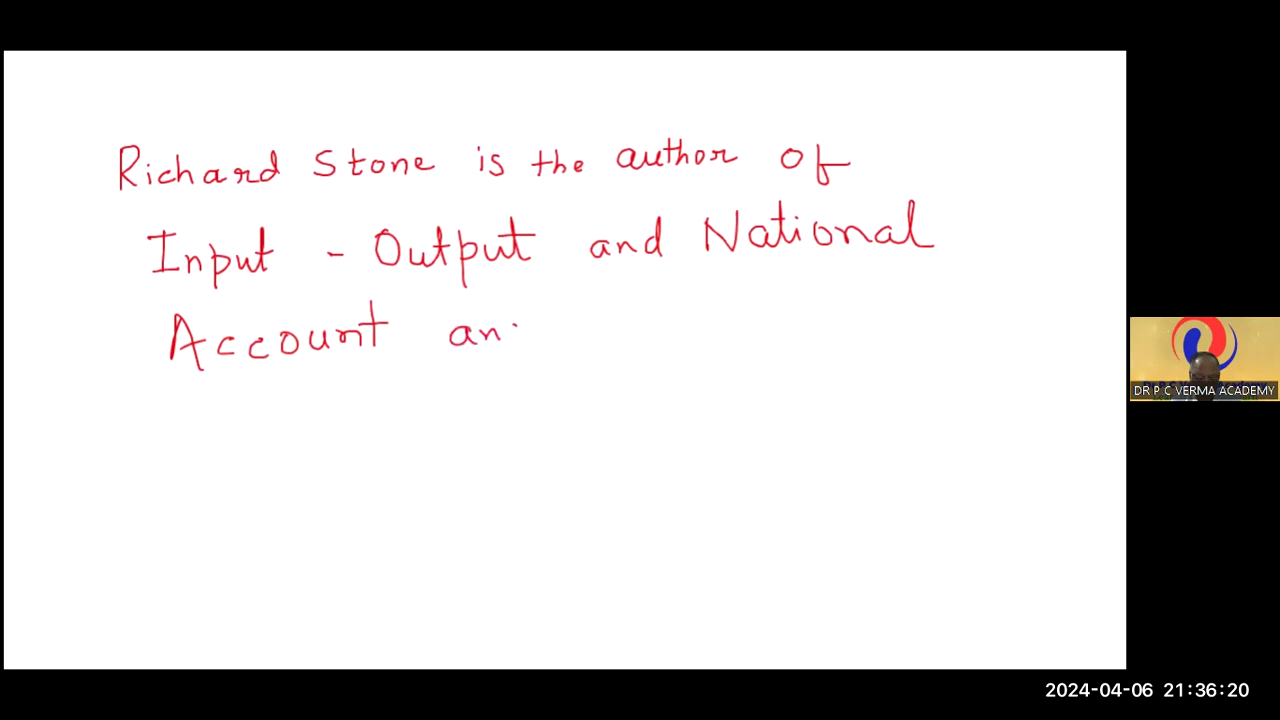 Richard Stone is the author of
Input - Output and National
Account an
DR P C VERMA ACADEMY
2024-04-06 21:36:20